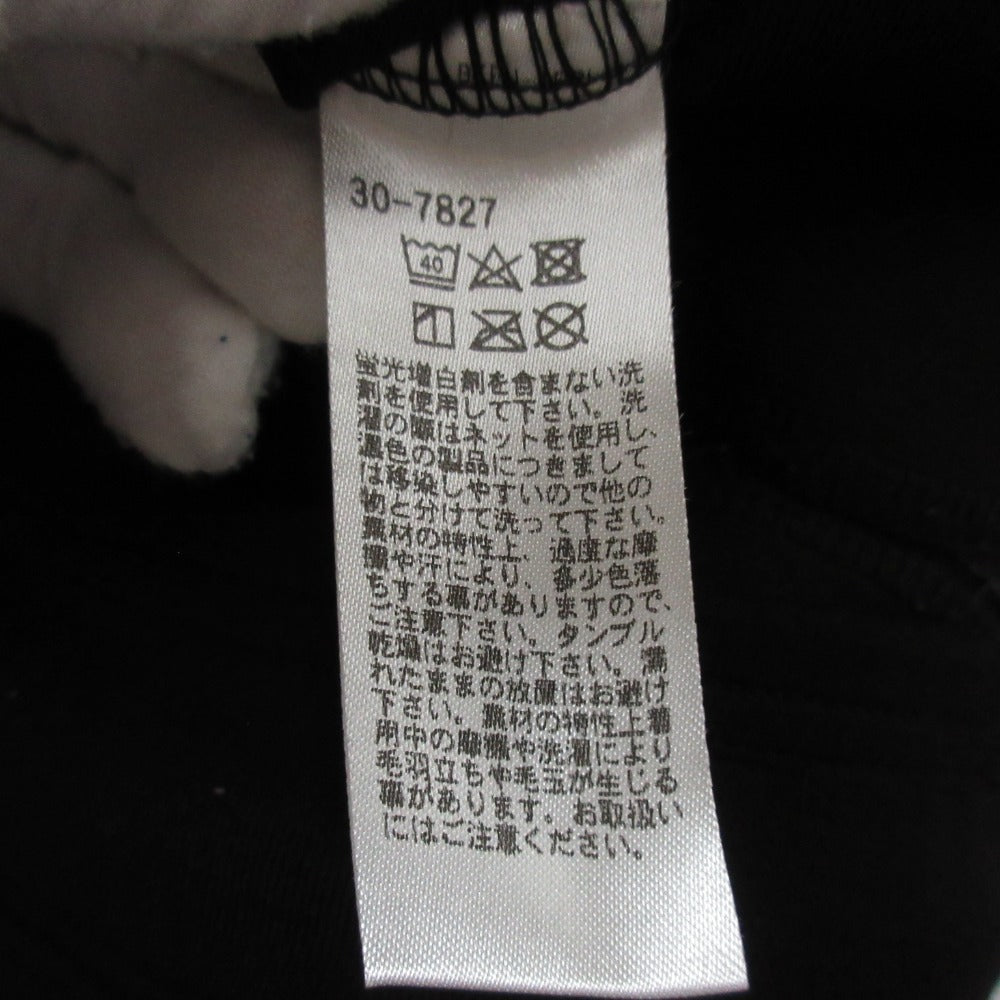 30-7827
40
蛍光増白剤を含まない洗
剤を使用して下さい。洗
濯の際はネットを使用し、
濃色の製品につきまして
は移染しやすいので他の
物と分けて洗って下さい。
素材の特性上、過度な摩
擦や汗により、多少色落
ちする事がありますので、
ご注意下さい。タンブル
乾燥はお避け下さい。濡
れたままの放置はお避け
下さい。素材の特性上着
用中の摩擦や洗濯により
毛羽立ちや毛玉が生じる
事があります。お取扱い
にはご注意ください。